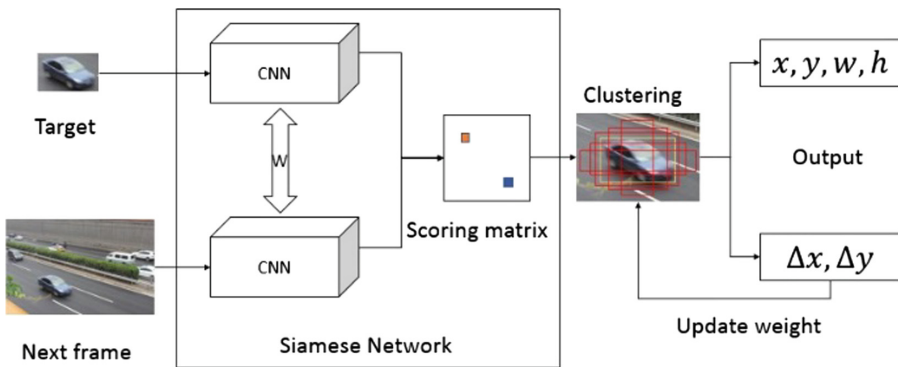 Target
Next frame
CNN
W
CNN
Siamese Network
Scoring matrix
Clustering
x, y, w, h
Output
Δx, Δy
Update weight